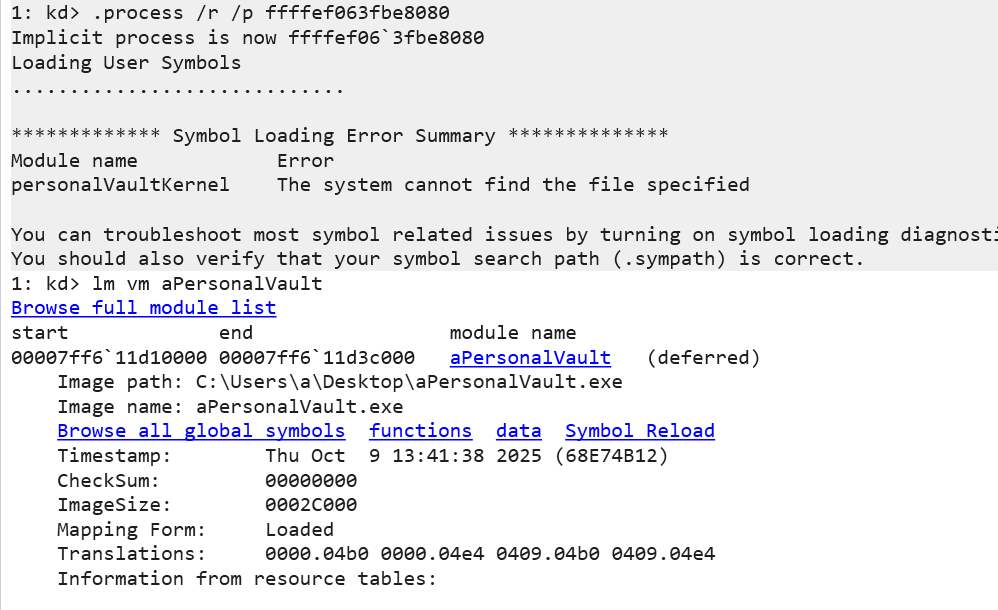 1: kd> .process /r /p ffffef063fbe8080
Implicit process is now ffffef06`3fbe8080
Loading User Symbols
.............................
************* Symbol Loading Error Summary **************
Module name            Error
personalVaultKernel    The system cannot find the file specified
You can troubleshoot most symbol related issues by turning on symbol loading diagnosti
You should also verify that your symbol search path (.sympath) is correct.
1: kd> lm vm aPersonalVault
Browse full module list
start             end                 module name
00007ff6`11d10000 00007ff6`11d3c000   aPersonalVault   (deferred)
    Image path: C:\Users\a\Desktop\aPersonalVault.exe
    Image name: aPersonalVault.exe
    Browse all global symbols  functions  data  Symbol Reload
    Timestamp:        Thu Oct  9 13:41:38 2025 (68E74B12)
    CheckSum:         00000000
    ImageSize:        0002C000
    Mapping Form:     Loaded
    Translations:     0000.04b0 0000.04e4 0409.04b0 0409.04e4
    Information from resource tables: